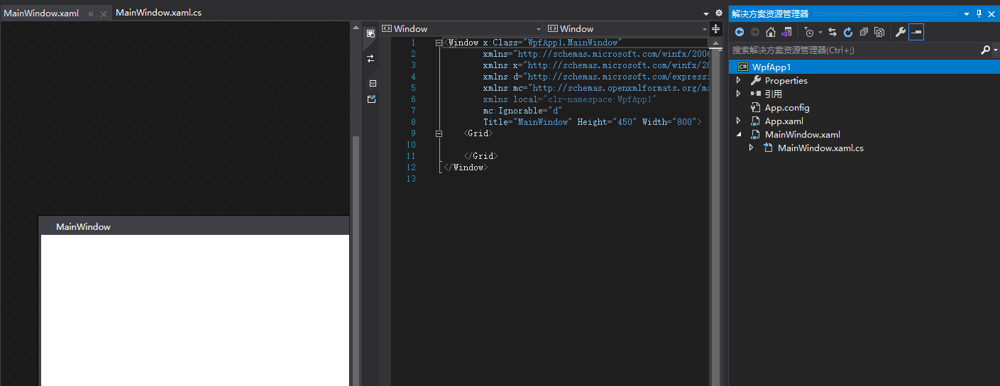 MainWindow.xaml
MainWindow.xaml.cs
MainWindow
Window
Window
1 <Window x:Class="WpfApp1.MainWindow"
2 xmlns="http://schemas.microsoft.com/winfx/2006
3 xmlns:x="http://schemas.microsoft.com/winfx/20
4 xmlns:d="http://schemas.microsoft.com/expressi
5 xmlns:mc="http://schemas.openxmlformats.org/ma
6 xmlns:local="clr-namespace:WpfApp1"
7 mc:Ignorable="d"
8 Title="MainWindow" Height="450" Width="800">
9 <Grid>
10
11 </Grid>
12 </Window>
13
解决方案资源管理器
搜索解决方案资源管理器(Ctrl+;)
C# WpfApp1
Properties
引用
App.config
App.xaml
MainWindow.xaml
MainWindow.xaml.cs